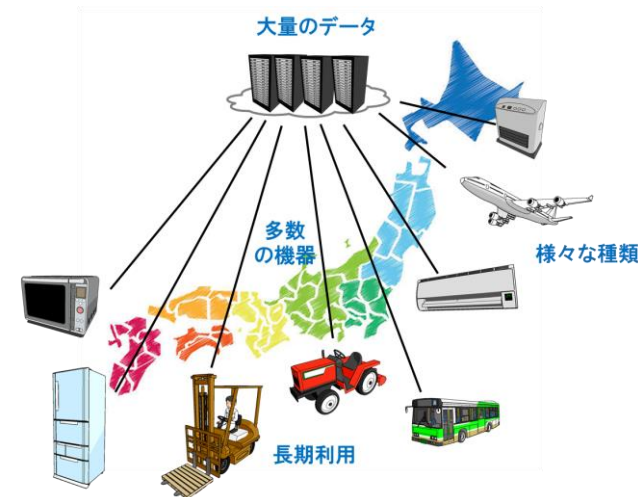 大量のデータ
多数
の機器
様々な種類
長期利用